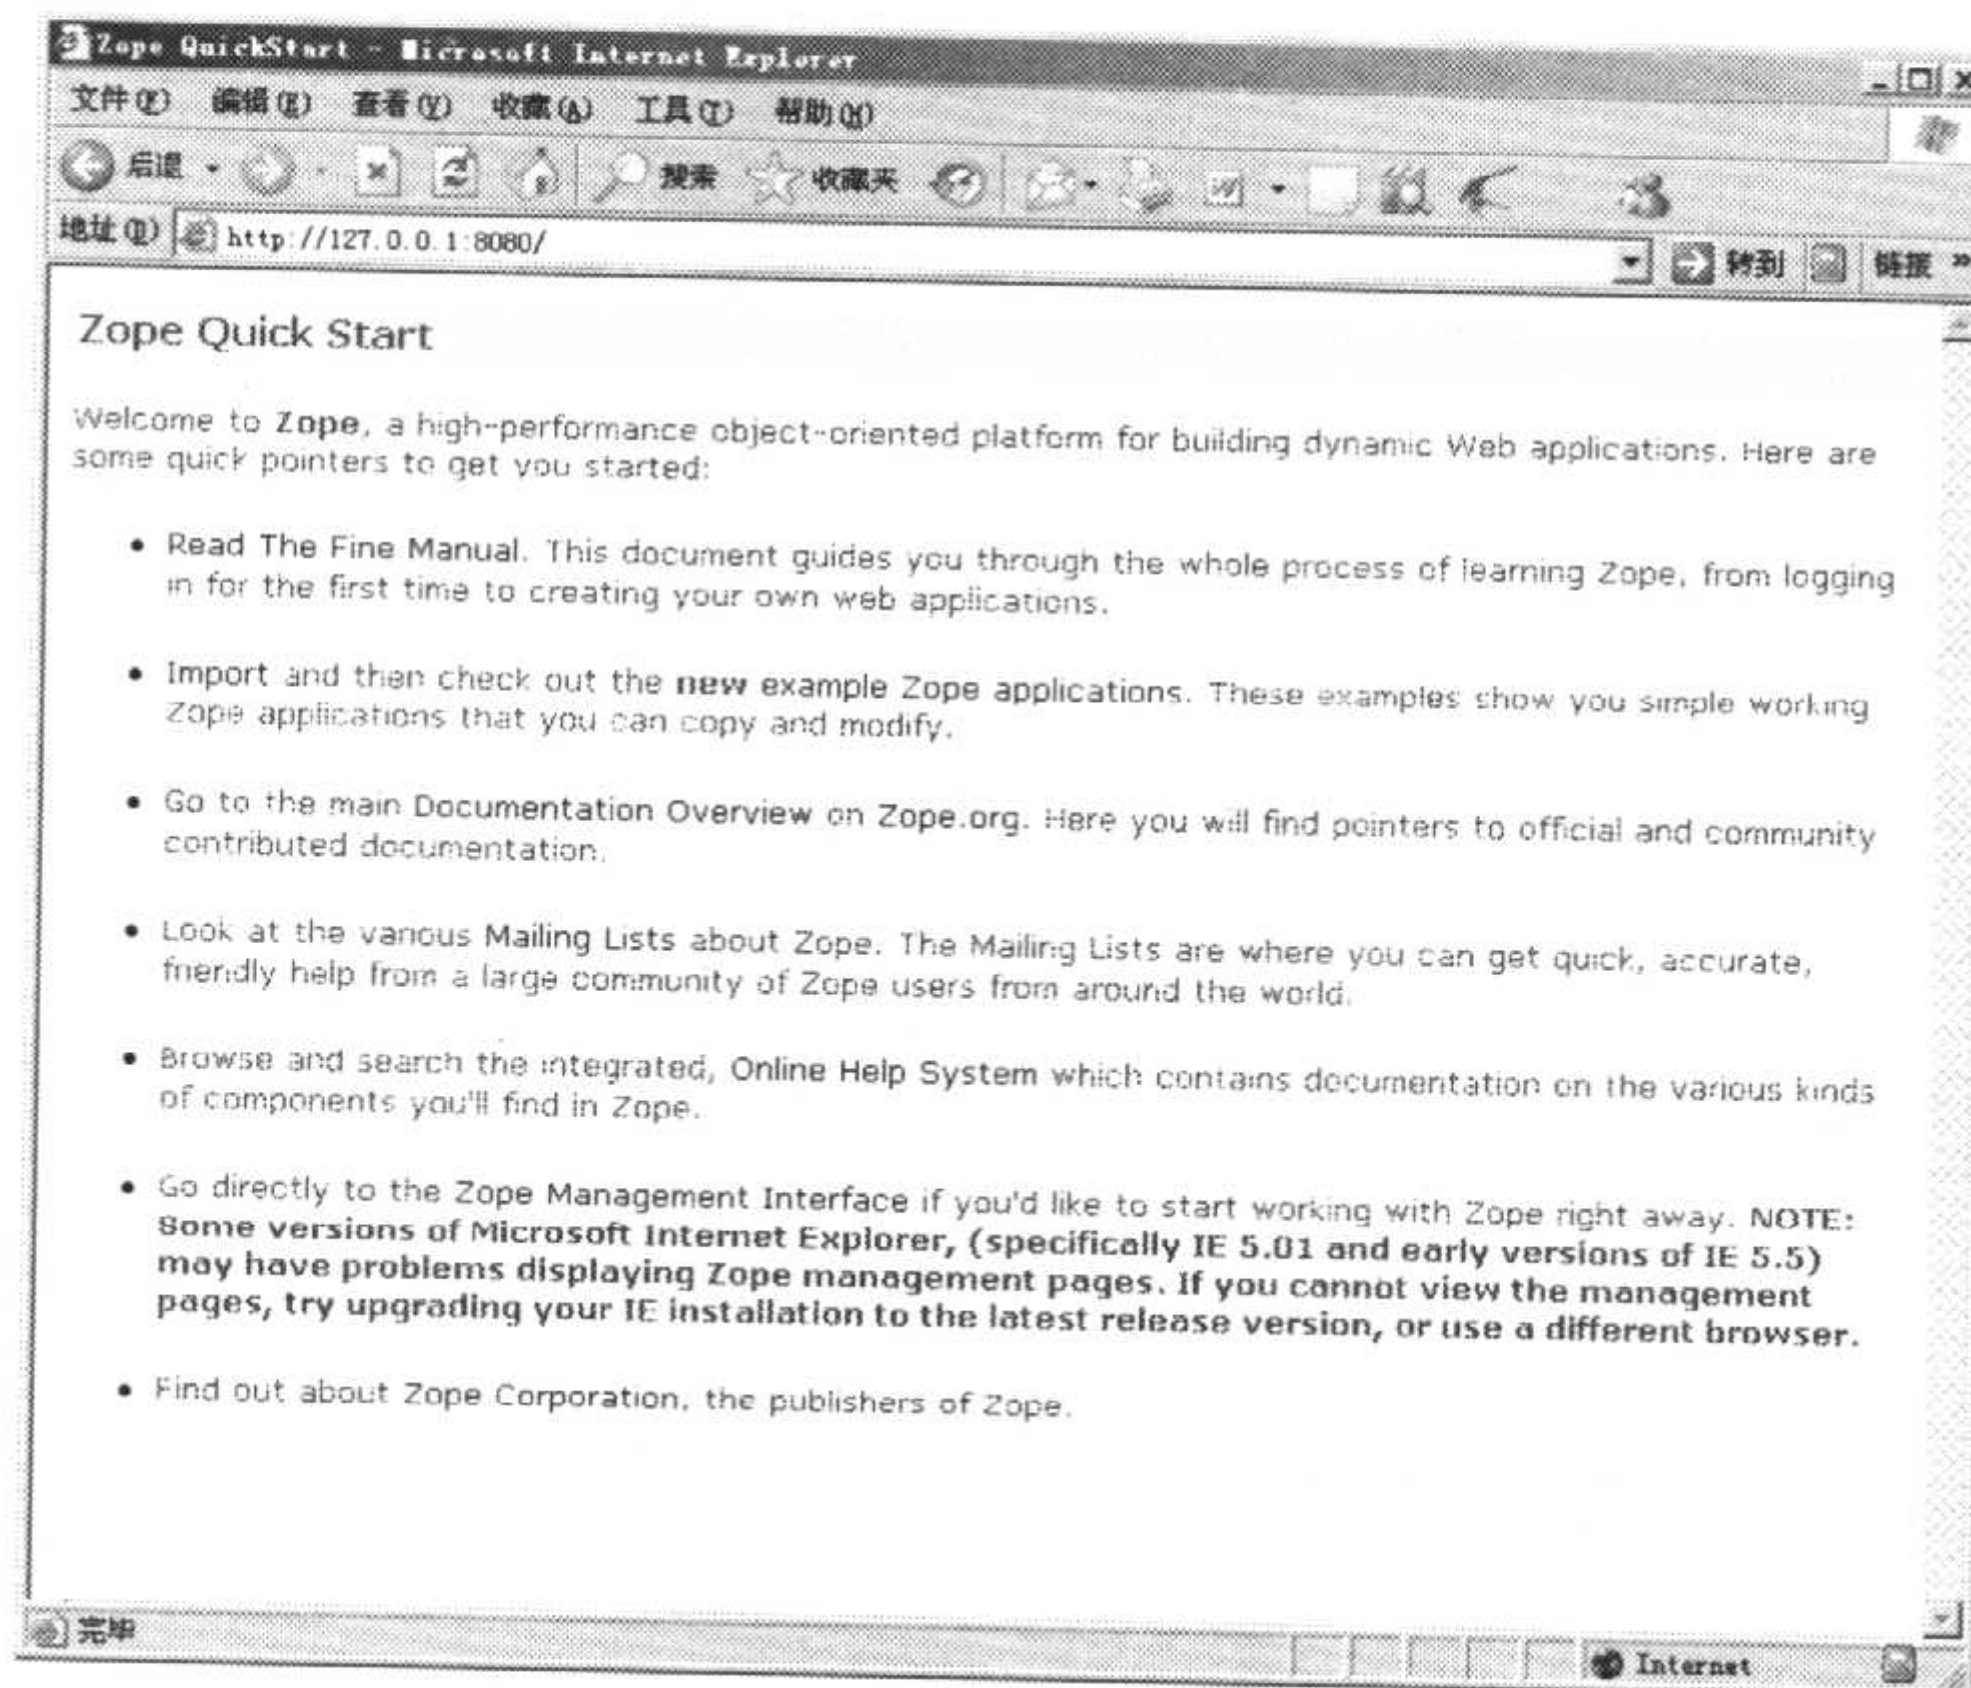 Zope QuickStart - Microsoft Internet Explorer
文件(F) 编辑(E) 查看(V) 收藏(A) 工具(T) 帮助(H)
后退 搜索 收藏夹
地址(D) http://127.0.0.1:8080/ 转到 链接 »
Zope Quick Start
Welcome to Zope, a high-performance object-oriented platform for building dynamic Web applications. Here are
some quick pointers to get you started:
• Read The Fine Manual. This document guides you through the whole process of learning Zope, from logging
in for the first time to creating your own web applications.
• Import and then check out the new example Zope applications. These examples show you simple working
Zope applications that you can copy and modify.
• Go to the main Documentation Overview on Zope.org. Here you will find pointers to official and community
contributed documentation.
• Look at the various Mailing Lists about Zope. The Mailing Lists are where you can get quick, accurate,
friendly help from a large community of Zope users from around the world.
• Browse and search the integrated, Online Help System which contains documentation on the various kinds
of components you'll find in Zope.
• Go directly to the Zope Management Interface if you'd like to start working with Zope right away. NOTE:
Some versions of Microsoft Internet Explorer, (specifically IE 5.01 and early versions of IE 5.5)
may have problems displaying Zope management pages. If you cannot view the management
pages, try upgrading your IE installation to the latest release version, or use a different browser.
• Find out about Zope Corporation, the publishers of Zope.
完毕 Internet